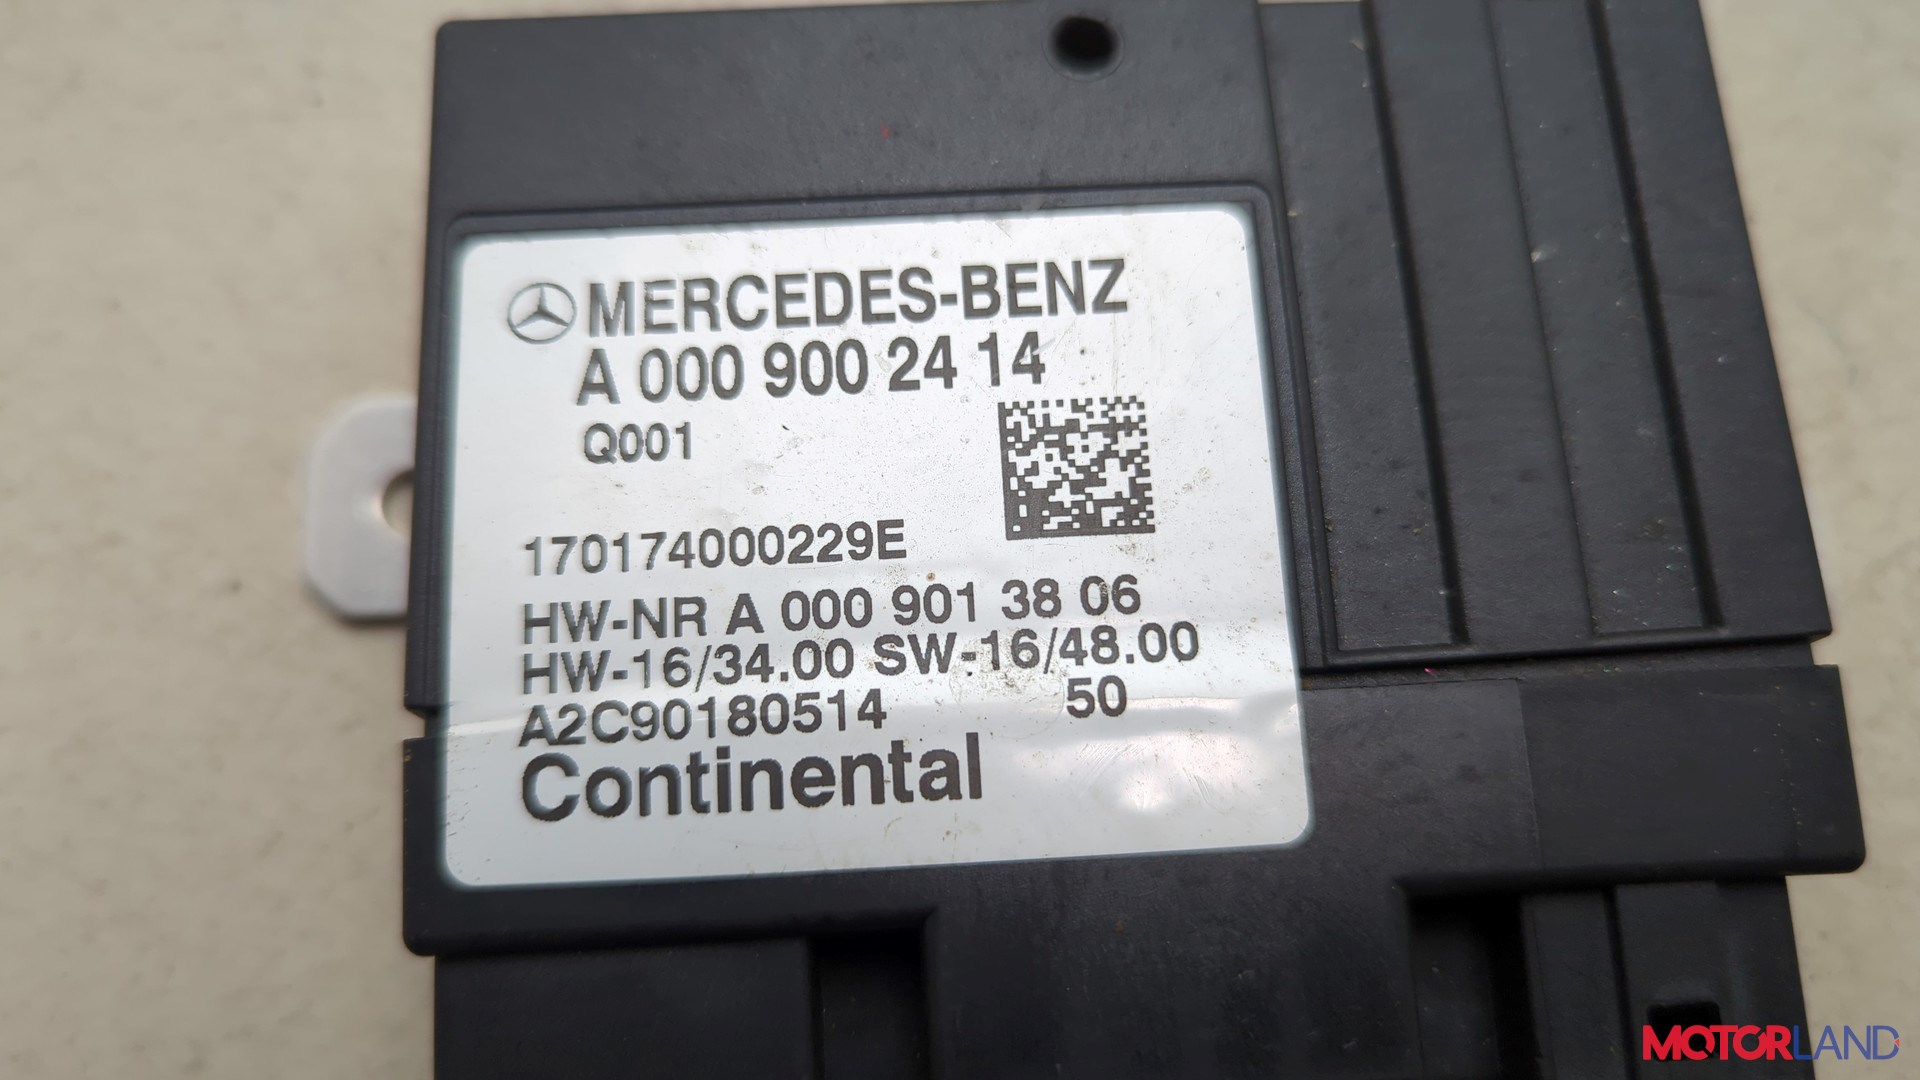 MERCEDES-BENZ
A 000 900 24 14
Q001
170174000229E
HW-NR A 000 901 38 06
HW-16/34.00 SW-16/48.00
A2C90180514 50
Continental
MOTORLAND